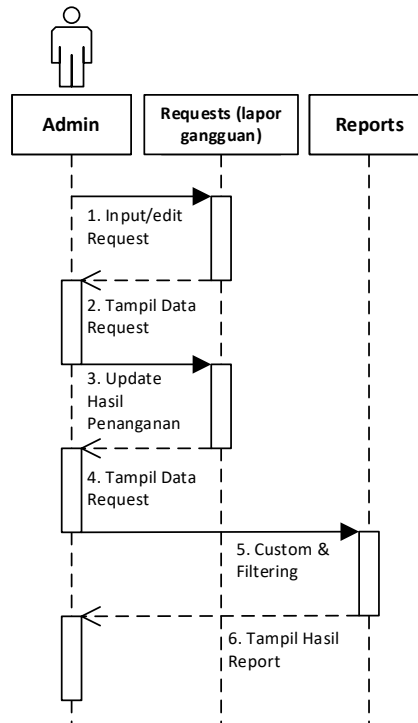 Admin
Requests (lapor
gangguan)
Reports
1. Input/edit
Request
2. Tampil Data
Request
3. Update
Hasil
Penanganan
4. Tampil Data
Request
5. Custom &
Filtering
6. Tampil Hasil
Report